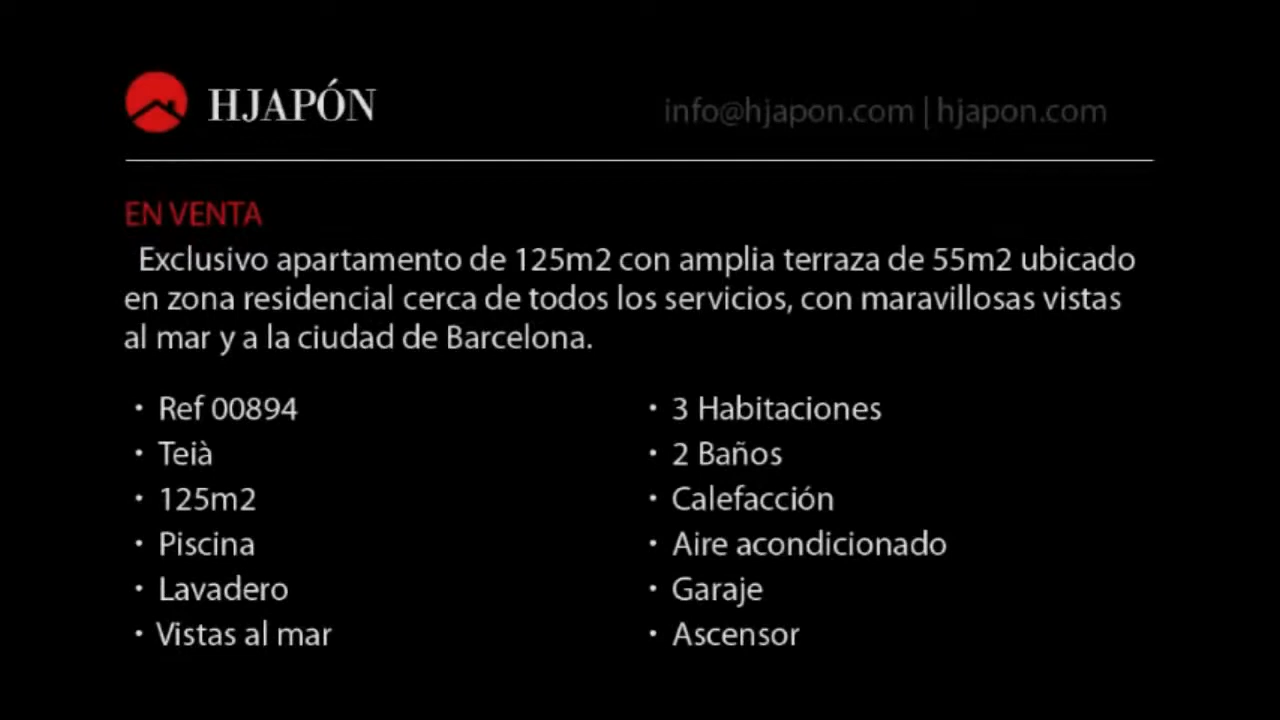 HJAPÓN
info@hjapon.com | hjapon.com
EN VENTA
Exclusivo apartamento de 125m2 con amplia terraza de 55m2 ubicado
en zona residencial cerca de todos los servicios, con maravillosas vistas
al mar y a la ciudad de Barcelona.
· Ref 00894
· Teià
· 125m2
· Piscina
· Lavadero
· Vistas al mar
· 3 Habitaciones
· 2 Baños
· Calefacción
· Aire acondicionado
· Garaje
· Ascensor